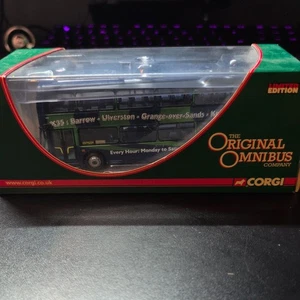 EDITION
X35 • Barrow • Ulverston • Grange-over-Sands •
Every Hour: Monday to
THE
ORIGINAL
OMNIBUS
COMPANY
CORGI
www.corgi.co.uk